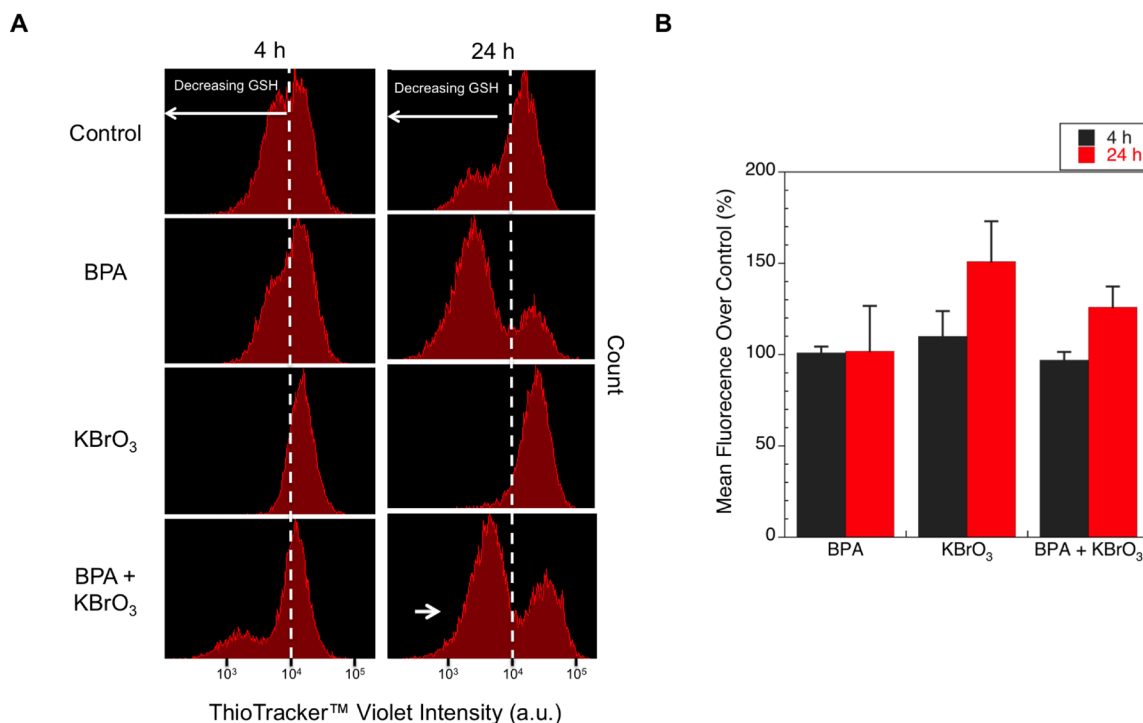 A
4 h
24 h
Decreasing GSH
Decreasing GSH
Control
BPA
KBrO₃
BPA +
KBrO₃
Count
10³
10⁴
10⁵
10³
10⁴
10⁵
ThioTracker™ Violet Intensity (a.u.)
B
4 h
24 h
Mean Fluorecence Over Control (%)
200
150
100
50
0
BPA
KBrO₃
BPA + KBrO₃